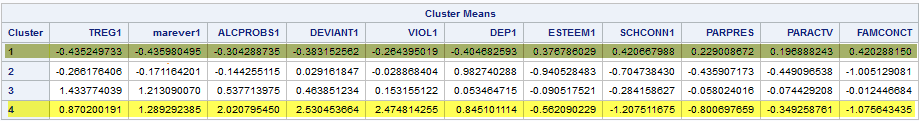 Cluster Means
Cluster TREG1 marever1 ALCPROBS1 DEVIANT1 VIOL1 DEP1 ESTEEM1 SCHCONN1 PARPRES PARACTV FAMCONCT
1 -0.435249733 -0.435980495 -0.304288735 -0.383152562 -0.264395019 -0.404682593 0.376786029 0.420667988 0.229008672 0.196888243 0.420288150
2 -0.266176406 -0.171164201 -0.144255115 0.029161847 -0.028868404 0.982740288 -0.940528483 -0.704738430 -0.435907173 -0.449096538 -1.005129081
3 1.433774039 1.213090070 0.537713975 0.463851234 0.153155122 0.053464715 -0.090517521 -0.284158627 -0.058024016 -0.074429208 -0.012446684
4 0.870200191 1.289292385 2.020795450 2.530453664 2.474814255 0.845101114 -0.562090229 -1.207511675 -0.800697659 -0.349258761 -1.075643435